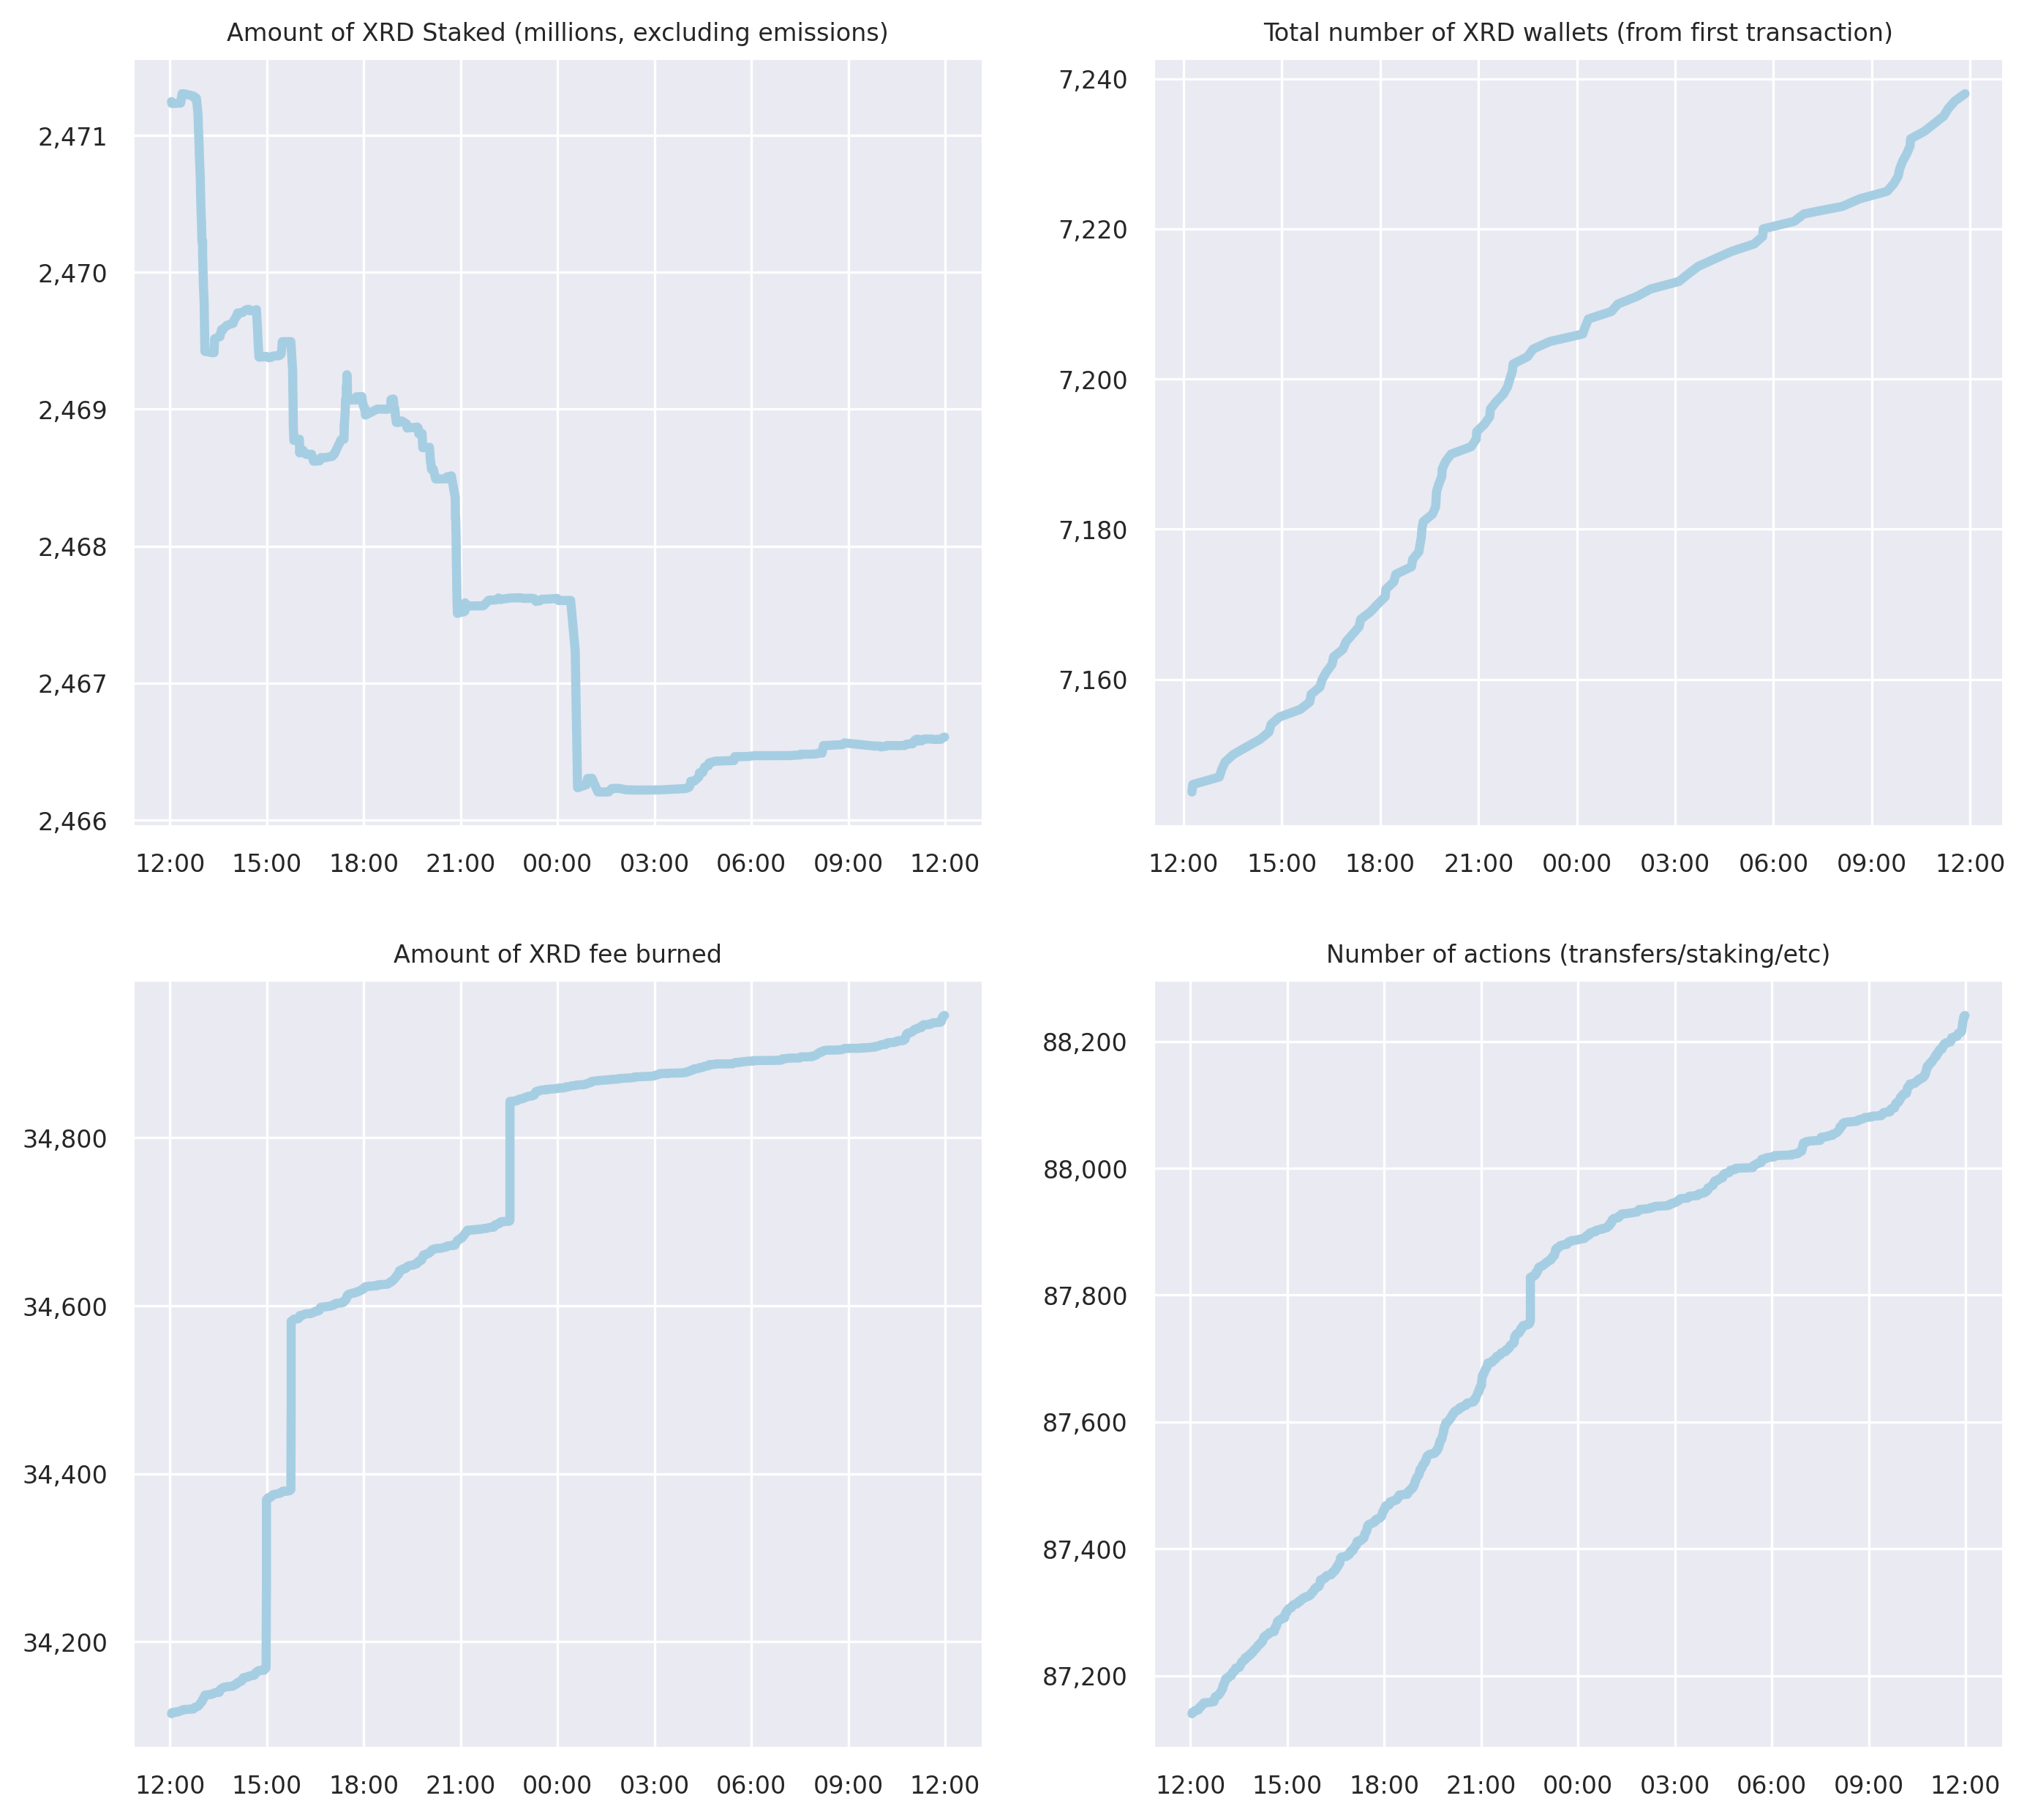 Amount of XRD Staked (millions, excluding emissions)
2,471
2,470
2,469
2,468
2,467
2,466
12:00 15:00 18:00 21:00 00:00 03:00 06:00 09:00 12:00
Total number of XRD wallets (from first transaction)
7,240
7,220
7,200
7,180
7,160
12:00 15:00 18:00 21:00 00:00 03:00 06:00 09:00 12:00
Amount of XRD fee burned
34,800
34,600
34,400
34,200
12:00 15:00 18:00 21:00 00:00 03:00 06:00 09:00 12:00
Number of actions (transfers/staking/etc)
88,200
88,000
87,800
87,600
87,400
87,200
12:00 15:00 18:00 21:00 00:00 03:00 06:00 09:00 12:00